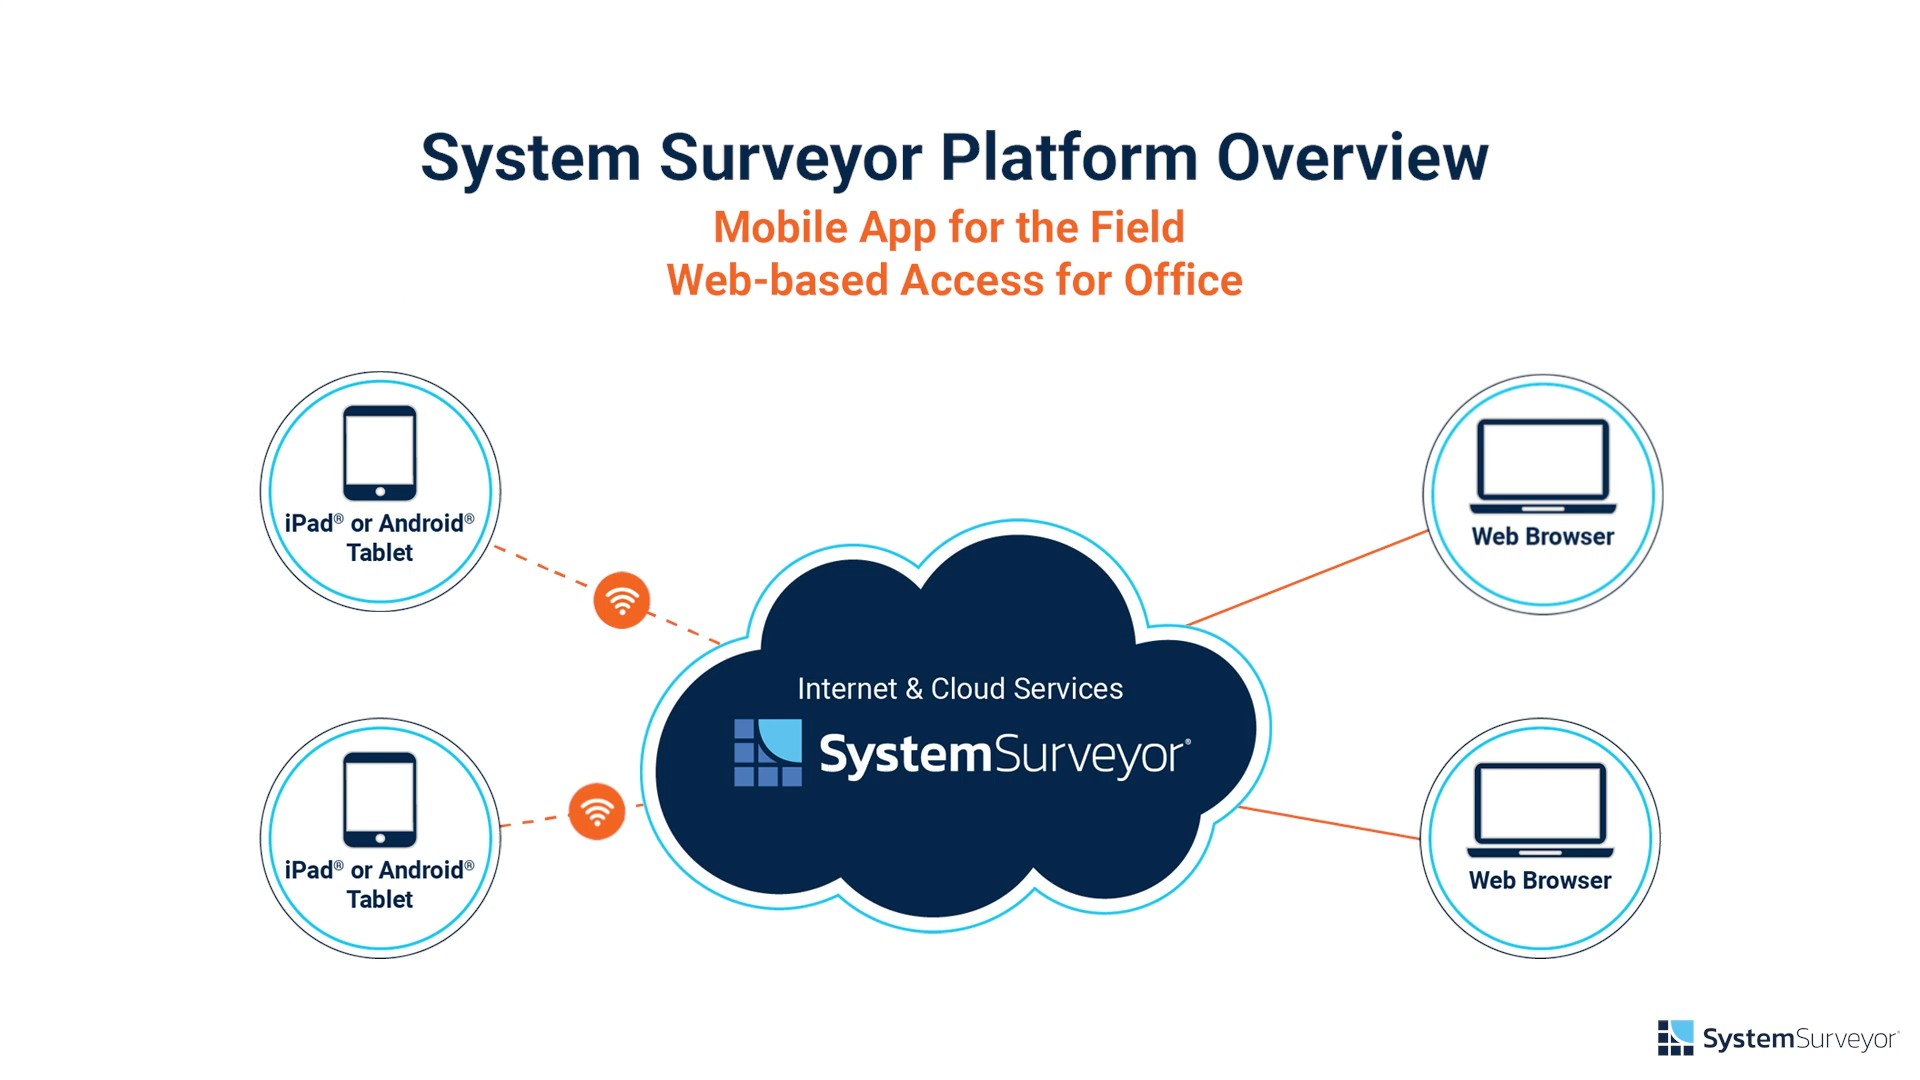 System Surveyor Platform Overview
Mobile App for the Field
Web-based Access for Office
iPad® or Android®
Tablet
Web Browser
Internet & Cloud Services
SystemSurveyor®
iPad® or Android®
Tablet
Web Browser
SystemSurveyor®